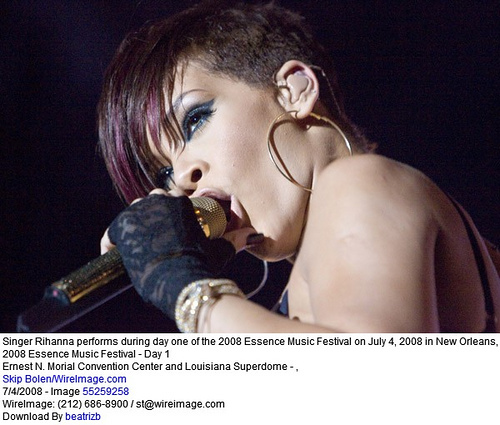 Singer Rihanna performs during day one of the 2008 Essence Music Festival on July 4, 2008 in New Orleans,
2008 Essence Music Festival - Day 1
Ernest N. Morial Convention Center and Louisiana Superdome - ,
Skip Bolen/WireImage.com
7/4/2008 - Image 55259258
WireImage: (212) 686-8900 / st@wireimage.com
Download By beatrizb